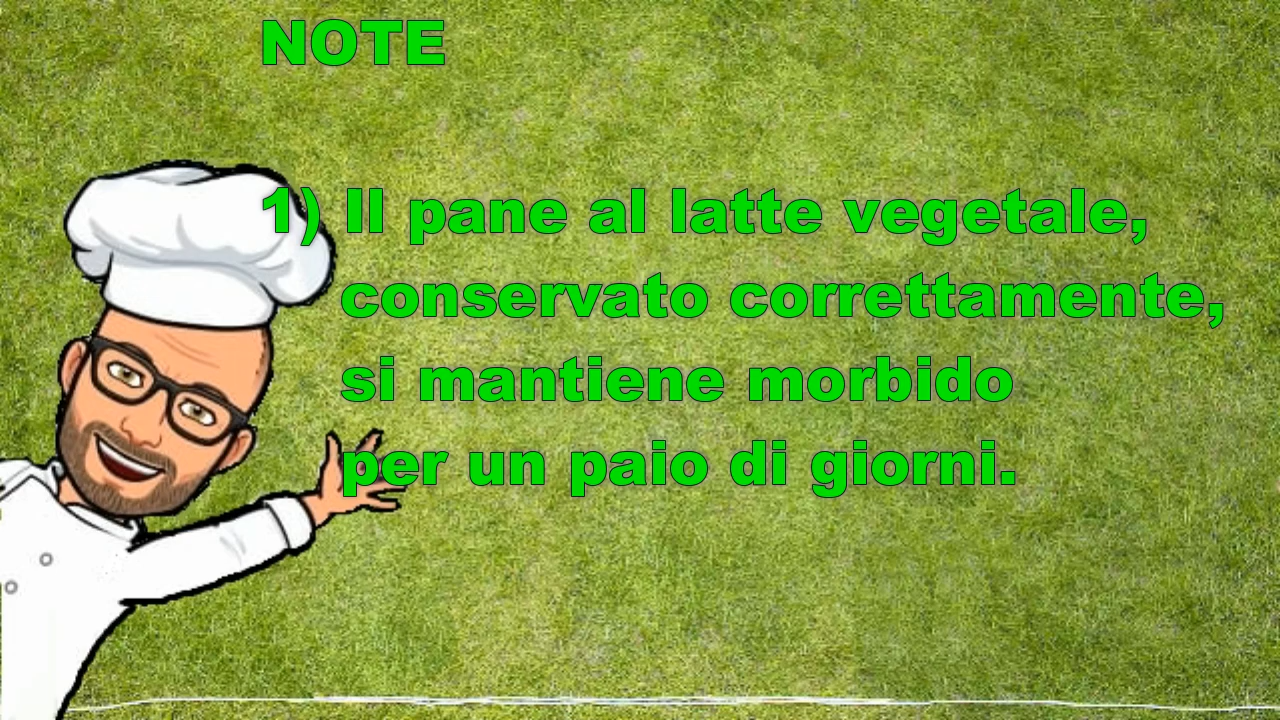 NOTE
1) Il pane al latte vegetale,
conservato correttamente,
si mantiene morbido
per un paio di giorni.